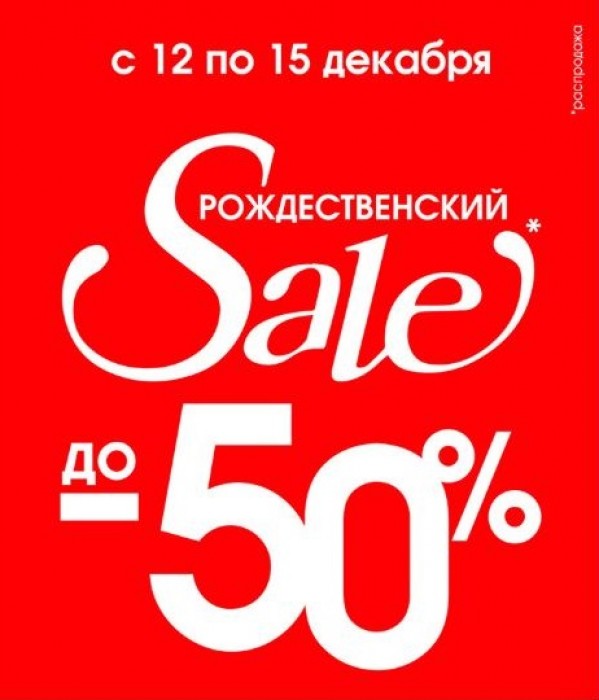 с 12 по 15 декабря
*распродажа
РОЖДЕСТВЕНСКИЙ
Sale*
до
-50%